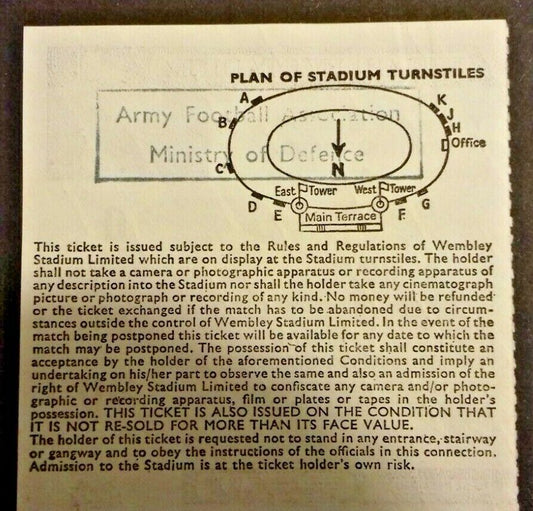 PLAN OF STADIUM TURNSTILES
Army Football Association
Ministry of Defence
A
B
C
D
E
K
J
H
Office
N
East Tower
West Tower
Main Terrace
F
G
This ticket is issued subject to the Rules and Regulations of Wembley
Stadium Limited which are on display at the Stadium turnstiles. The holder
shall not take a camera or photographic apparatus or recording apparatus of
any description into the Stadium nor shall the holder take any cinematograph
picture or photograph or recording of any kind. No money will be refunded
or the ticket exchanged if the match has to be abandoned due to circum-
stances outside the control of Wembley Stadium Limited. In the event of the
match being postponed this ticket will be available for any date to which the
match may be postponed. The possession of this ticket shall constitute an
acceptance by the holder of the aforementioned Conditions and imply an
undertaking on his/her part to observe the same and also an admission of the
right of Wembley Stadium Limited to confiscate any camera and/or photo-
graphic or recording apparatus, film or plates or tapes in the holder's
possession. THIS TICKET IS ALSO ISSUED ON THE CONDITION THAT
IT IS NOT RE-SOLD FOR MORE THAN ITS FACE VALUE.
The holder of this ticket is requested not to stand in any entrance, stairway
or gangway and to obey the instructions of the officials in this connection.
Admission to the Stadium is at the ticket holder's own risk.